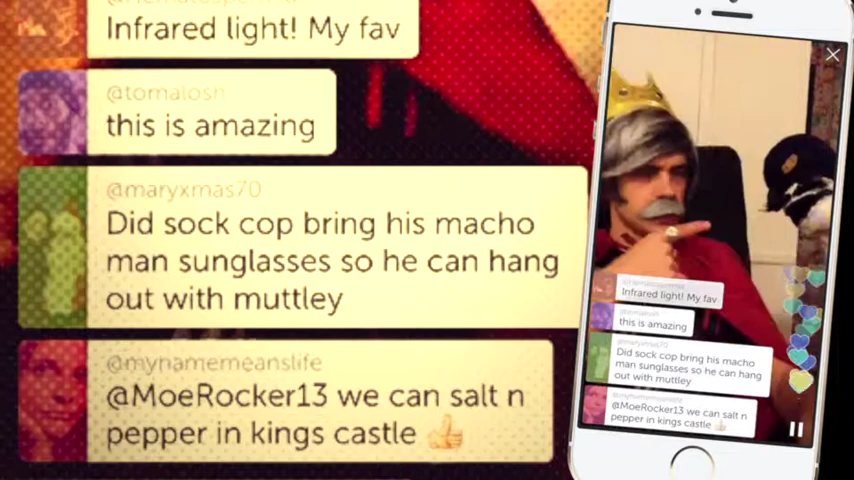 Infrared light! My fav
@tomalosh
this is amazing
@maryxmas70
Did sock cop bring his macho
man sunglasses so he can hang
out with muttley
@mynamemeanslife
@MoeRocker13 we can salt n
pepper in kings castle 👍
Infrared light! My fav
this is amazing
@maryxmas70
Did sock cop bring his macho
man sunglasses so he can hang
out with muttley
@mynamemeanslife
@MoeRocker13 we can salt n
pepper in kings castle 👍